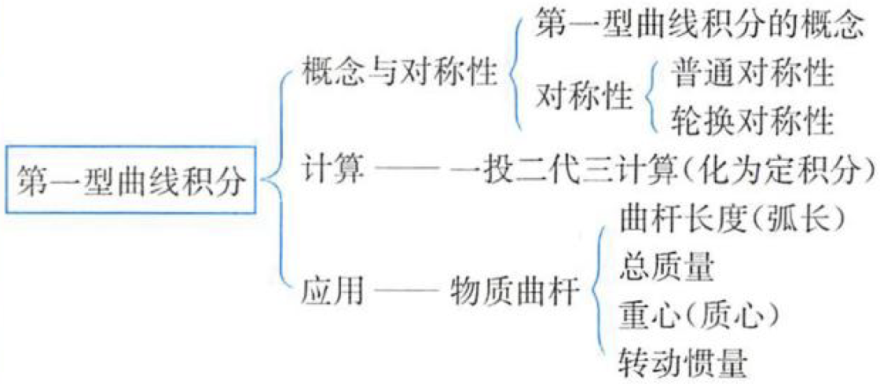 第一型曲线积分
概念与对称性
第一型曲线积分的概念
对称性
普通对称性
轮换对称性
计算 —— 一投二代三计算(化为定积分)
应用 —— 物质曲杆
曲杆长度(弧长)
总质量
重心(质心)
转动惯量